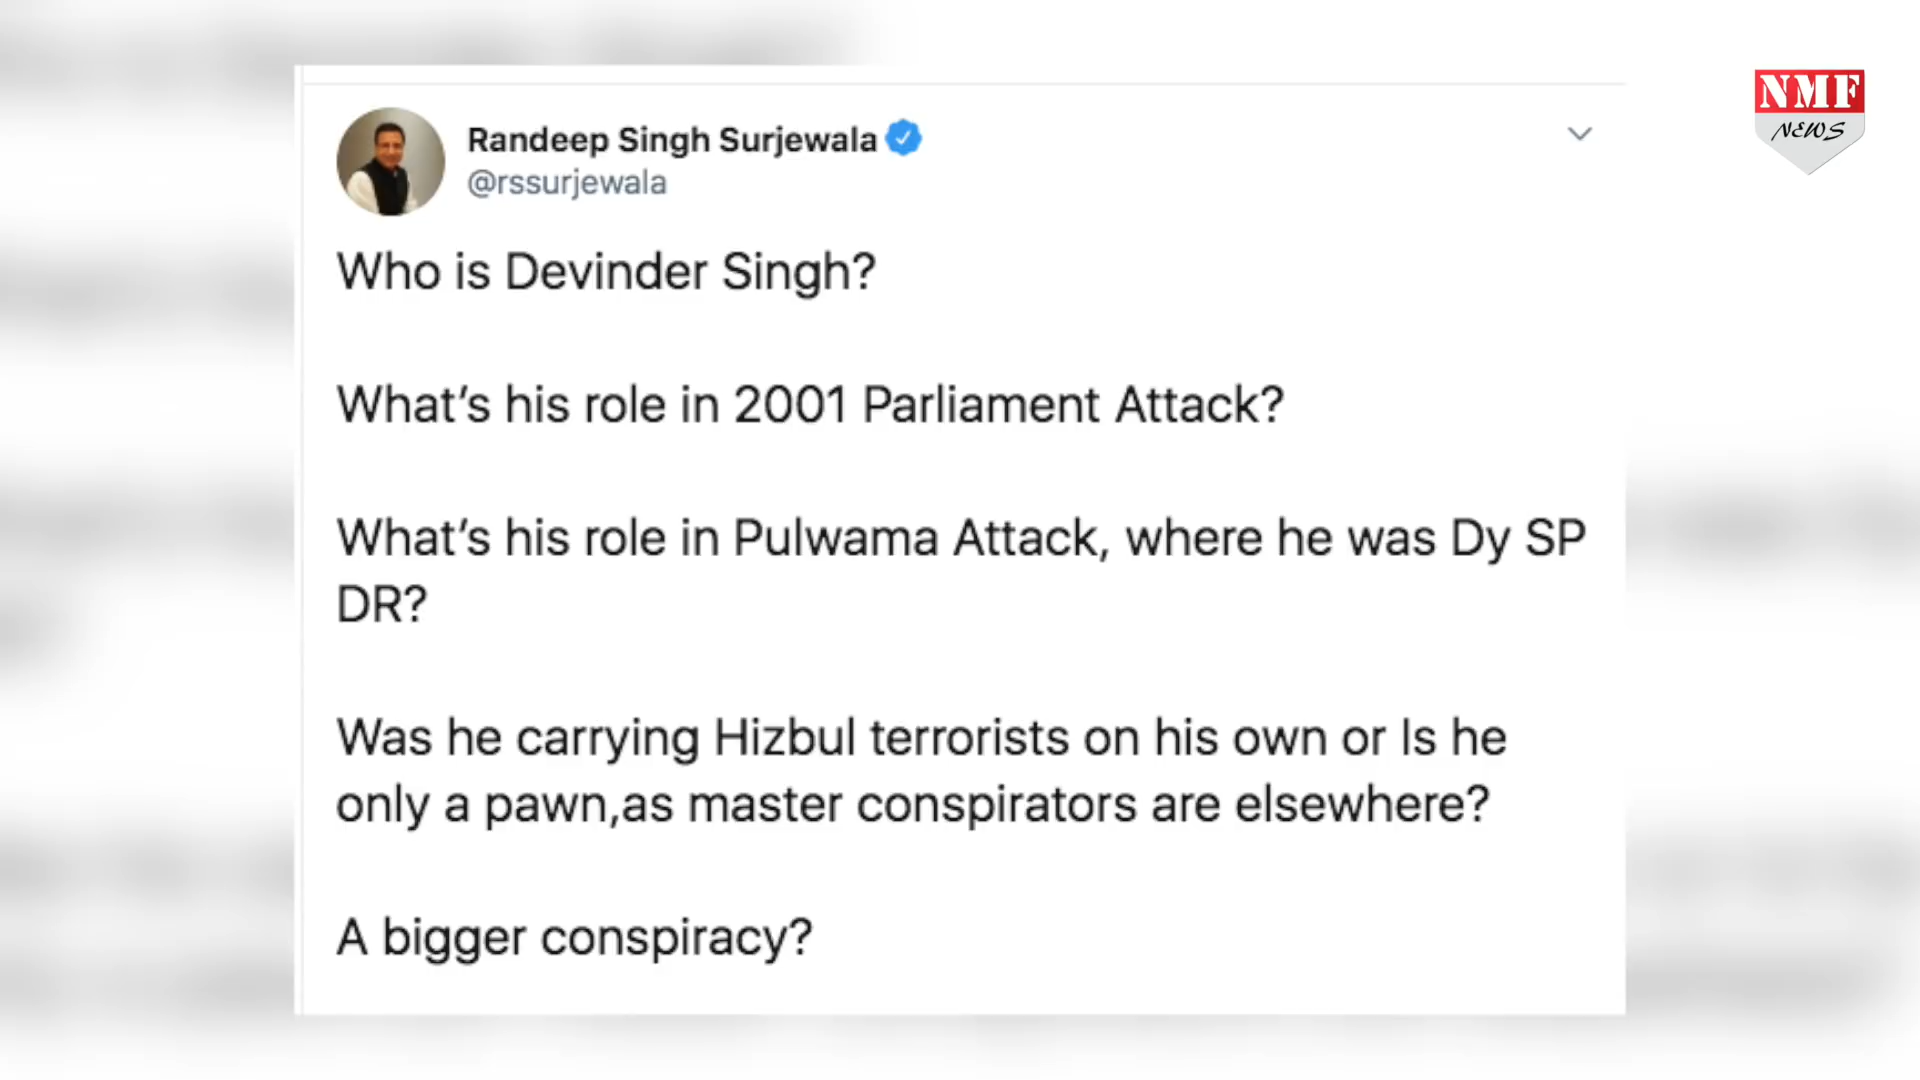 NMF
NEWS
Randeep Singh Surjewala
@rssurjewala
Who is Devinder Singh?
What's his role in 2001 Parliament Attack?
What's his role in Pulwama Attack, where he was Dy SP
DR?
Was he carrying Hizbul terrorists on his own or Is he
only a pawn,as master conspirators are elsewhere?
A bigger conspiracy?